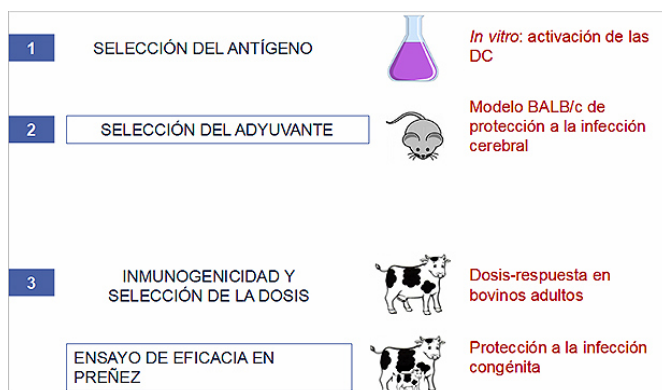 1
SELECCIÓN DEL ANTÍGENO
In vitro: activación de las
DC
2
SELECCIÓN DEL ADYUVANTE
Modelo BALB/c de
protección a la infección
cerebral
3
INMUNOGENICIDAD Y
SELECCIÓN DE LA DOSIS
Dosis-respuesta en
bovinos adultos
ENSAYO DE EFICACIA EN
PREÑEZ
Protección a la infección
congénita